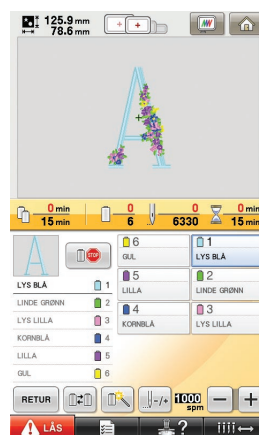 125.9 mm
78.6 mm
0 min
15 min
0
6
0
6330
0 min
15 min
LYS BLÅ 1
LINDE GRØNN 2
LYS LILLA 3
KORNBLÅ 4
LILLA 5
GUL 6
6
GUL
1
LYS BLÅ
5
LILLA
2
LINDE GRØNN
4
KORNBLÅ
3
LYS LILLA
RETUR
-/+
1000
spm
- +
LÅS
?